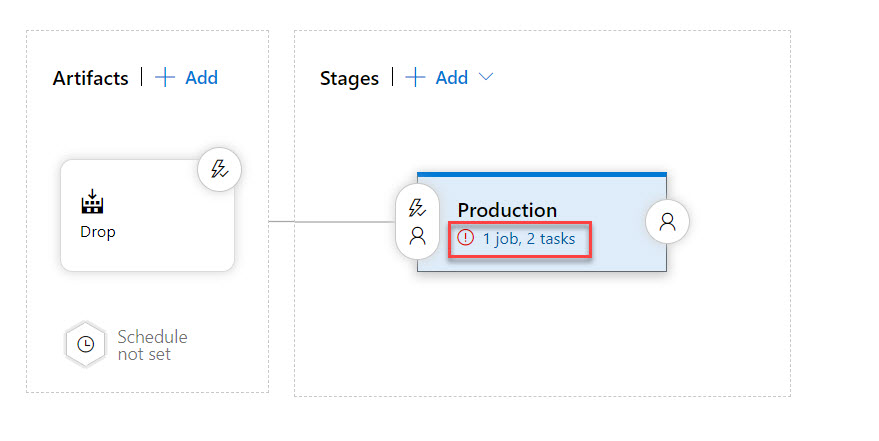 Artifacts | + Add
Drop
Schedule
not set
Stages | + Add
Production
1 job, 2 tasks